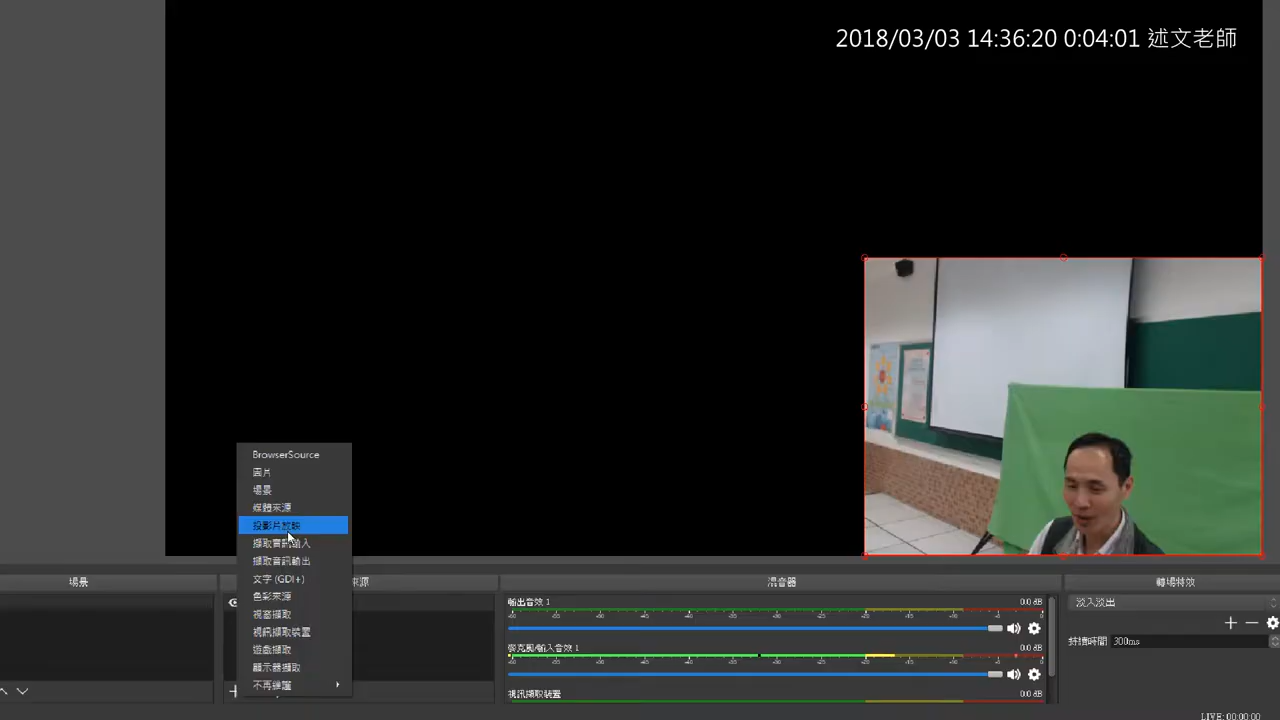 2018/03/03 14:36:20 0:04:01 述文老師
BrowserSource
圖片
場景
媒體來源
投影片放映
擷取音訊輸入
擷取音訊輸出
文字 (GDI+)
色彩來源
視窗擷取
視訊擷取裝置
遊戲擷取
顯示器擷取
不再維護
場景
來源
混音器
轉場特效
輸出音效 1
0.0 dB
麥克風/輸入音效 1
0.0 dB
視訊擷取裝置
0.0 dB
淡入淡出
持續時間 300ms
LIVE: 00:00:00